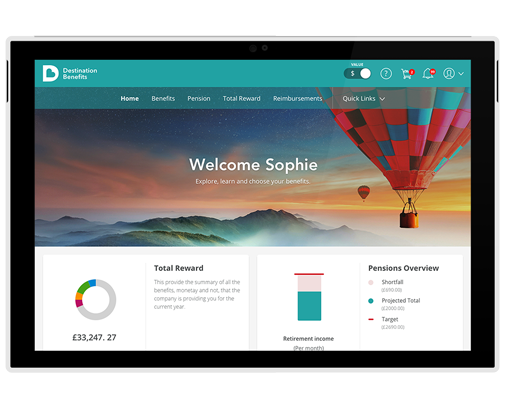 Destination
Benefits
VALUE
$
?
Home Benefits Pension Total Reward Reimbursements Quick Links
Welcome Sophie
Explore, learn and choose your benefits.
Total Reward
This provide the summary of all the
benefits, monetay and not, that the
company is providing you for the
current year.
£33,247. 27
Pensions Overview
Shortfall
(£690.00)
Projected Total
(£2000.00)
Target
(£2690.00)
Retirement income
(Per month)